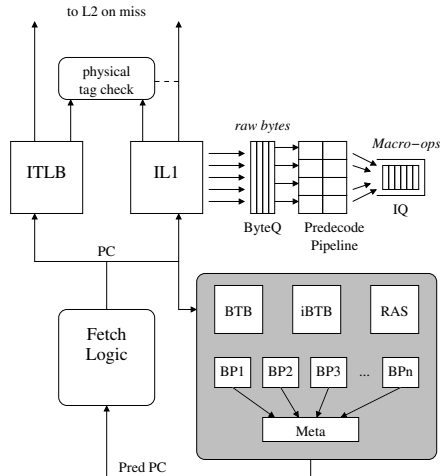 to L2 on miss
physical
tag check
raw bytes
Macro−ops
ITLB
IL1
ByteQ
Predecode
Pipeline
IQ
PC
Fetch
Logic
BTB
iBTB
RAS
BP1
BP2
BP3
...
BPn
Meta
Pred PC